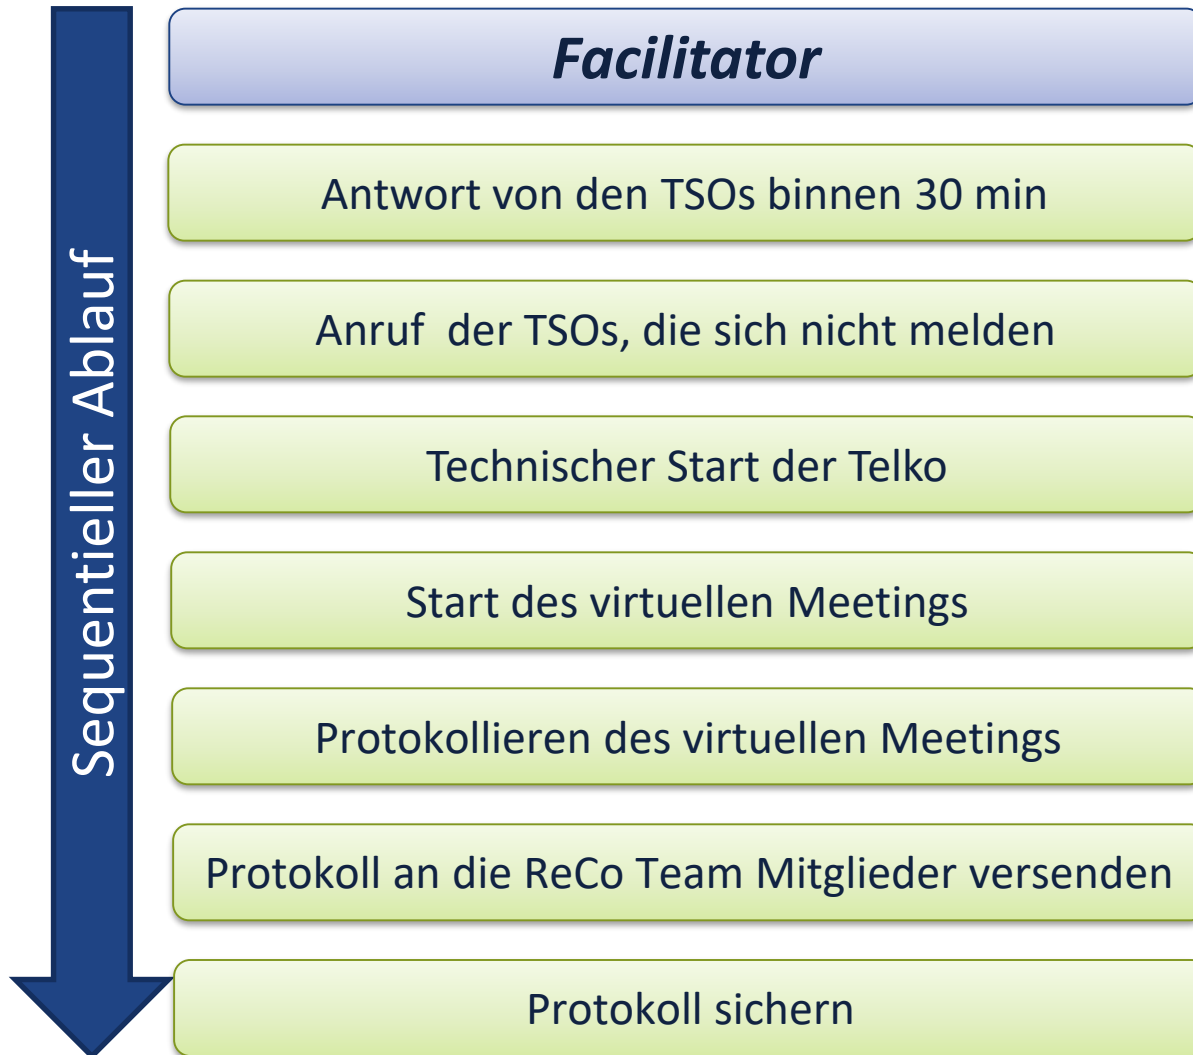 Sequentieller Ablauf
Facilitator
Antwort von den TSOs binnen 30 min
Anruf  der TSOs, die sich nicht melden
Technischer Start der Telko
Start des virtuellen Meetings
Protokollieren des virtuellen Meetings
Protokoll an die ReCo Team Mitglieder versenden
Protokoll sichern